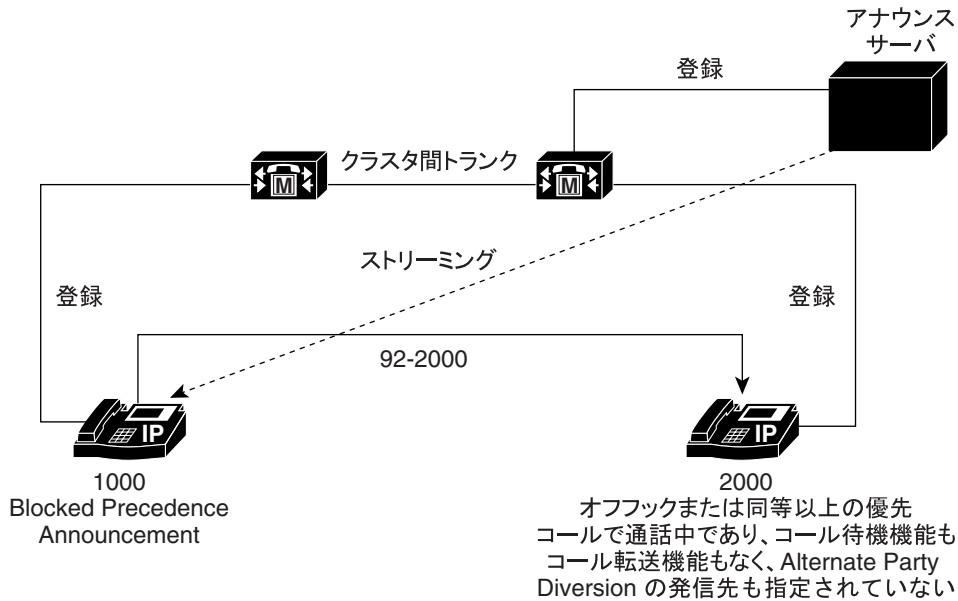 アナウンス
サーバ
登録
クラスタ間トランク
M
M
ストリーミング
登録
登録
92-2000
IP
IP
1000
Blocked Precedence
Announcement
2000
オフフックまたは同等以上の優先
コールで通話中であり、コール待機機能も
コール転送機能もなく、Alternate Party
Diversion の発信先も指定されていない